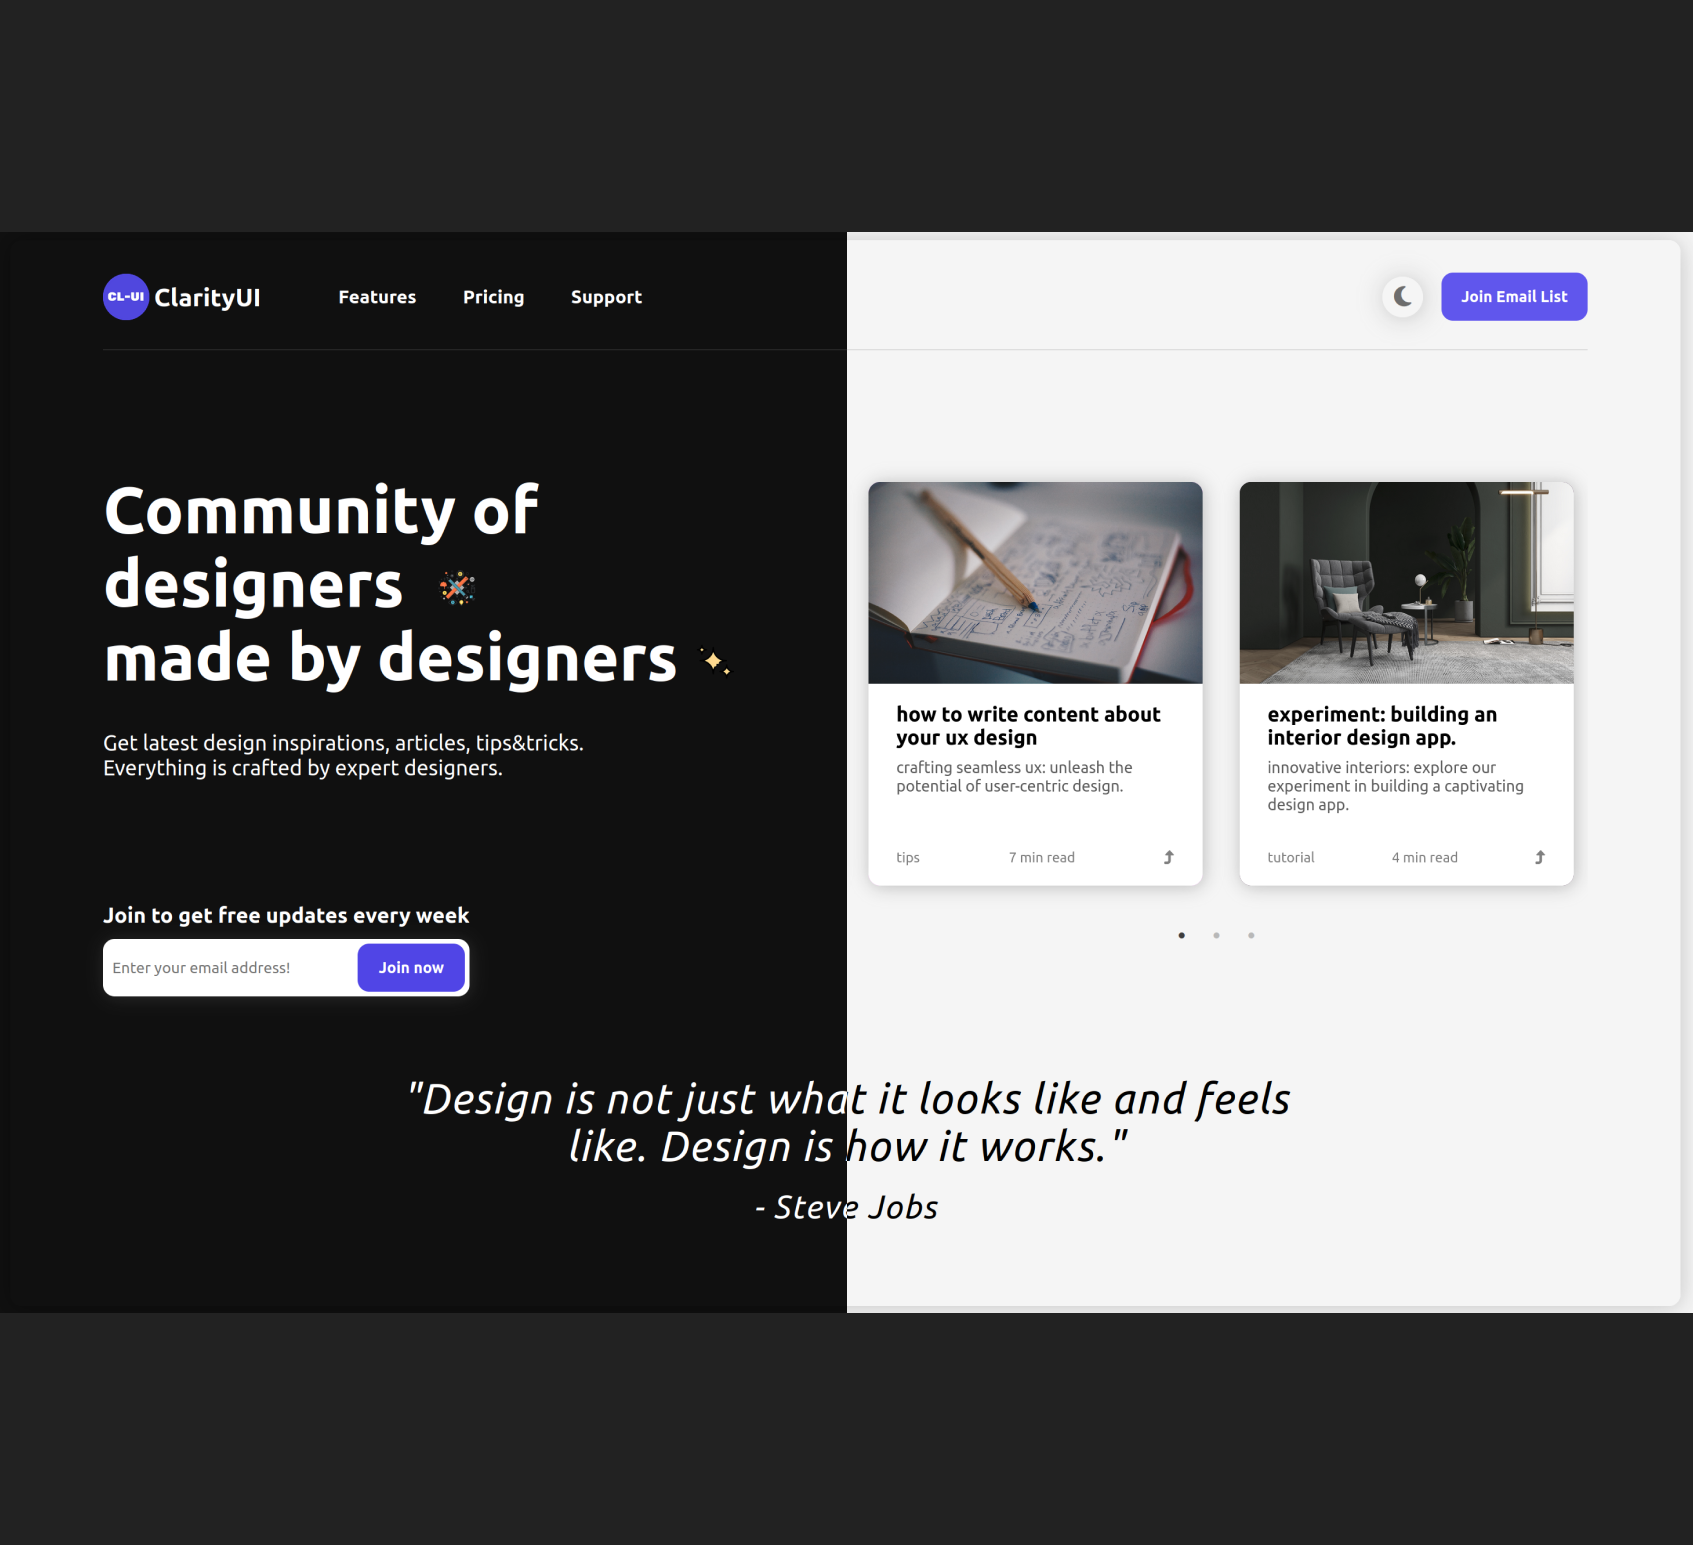 CL-UI ClarityUI
Features
Pricing
Support
Join Email List
Community of
designers
made by designers
Get latest design inspirations, articles, tips&tricks.
Everything is crafted by expert designers.
Join to get free updates every week
Enter your email address!
Join now
how to write content about
your ux design
crafting seamless ux: unleash the
potential of user-centric design.
tips
7 min read
experiment: building an
interior design app.
innovative interiors: explore our
experiment in building a captivating
design app.
tutorial
4 min read
"Design is not just what it looks like and feels
like. Design is how it works."
- Steve Jobs